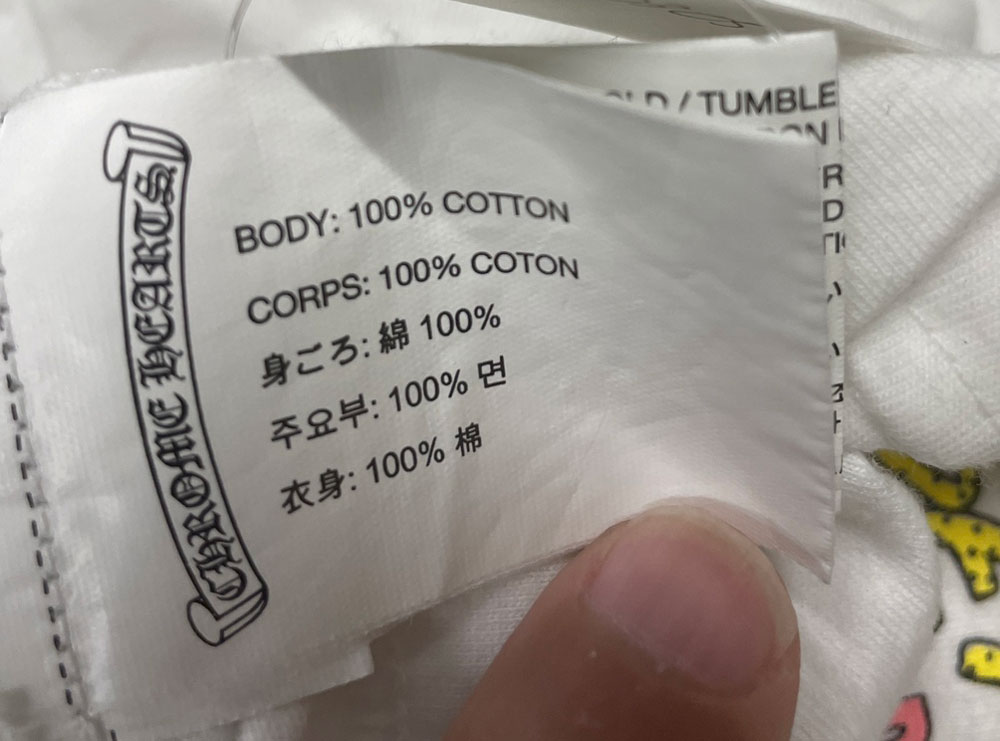 CHROME HEARTS
BODY: 100% COTTON
CORPS: 100% COTON
身ごろ: 綿 100%
주요부: 100% 면
衣身: 100% 棉
/ TUMBLE